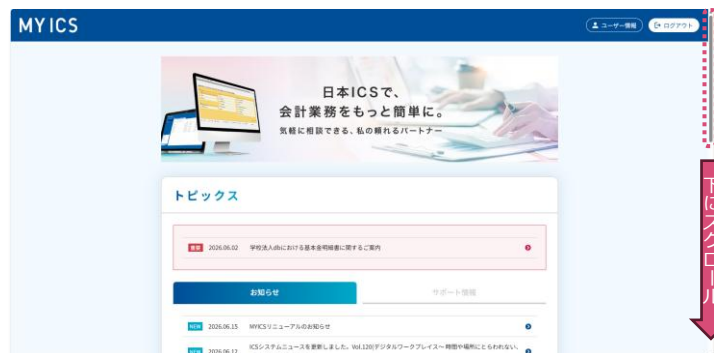 MY ICS
ユーザー情報
ログアウト
日本ICSで、
会計業務をもっと簡単に。
気軽に相談できる、私の頼れるパートナー
トピックス
重要 2026.06.02 学校法人dbにおける基本金明細書に関するご案内
お知らせ
サポート情報
NEW 2026.06.15 MYICSリニューアルのお知らせ
NEW 2026.06.12 ICSシステムニュースを更新しました。Vol.120(デジタルワークプレイス～時間や場所にとらわれない、
下にスクロール